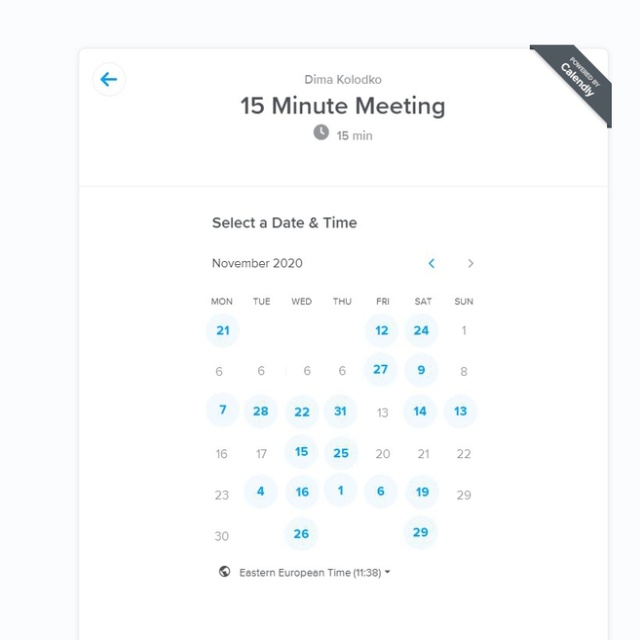 POWERED BY
Calendly
Dima Kolodko
15 Minute Meeting
15 min
Select a Date & Time
November 2020
MON TUE WED THU FRI SAT SUN
21 12 24 1
6 6 6 6 27 9 8
7 28 22 31 13 14 13
16 17 15 25 20 21 22
23 4 16 1 6 19 29
30 26 29
Eastern European Time (11:38)